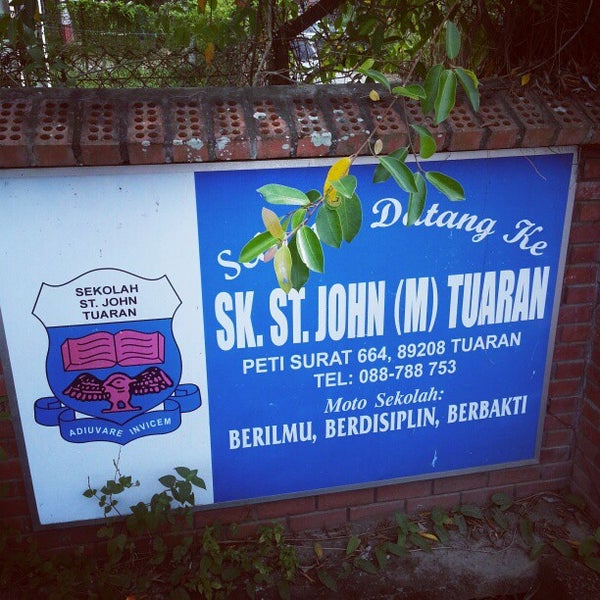 SEKOLAH
ST. JOHN
TUARAN
ADIUVARE INVICEM
Datang Ke
SK. ST. JOHN (M) TUARAN
PETI SURAT 664, 89208 TUARAN
TEL: 088-788 753
Moto Sekolah:
BERILMU, BERDISIPLIN, BERBAKTI